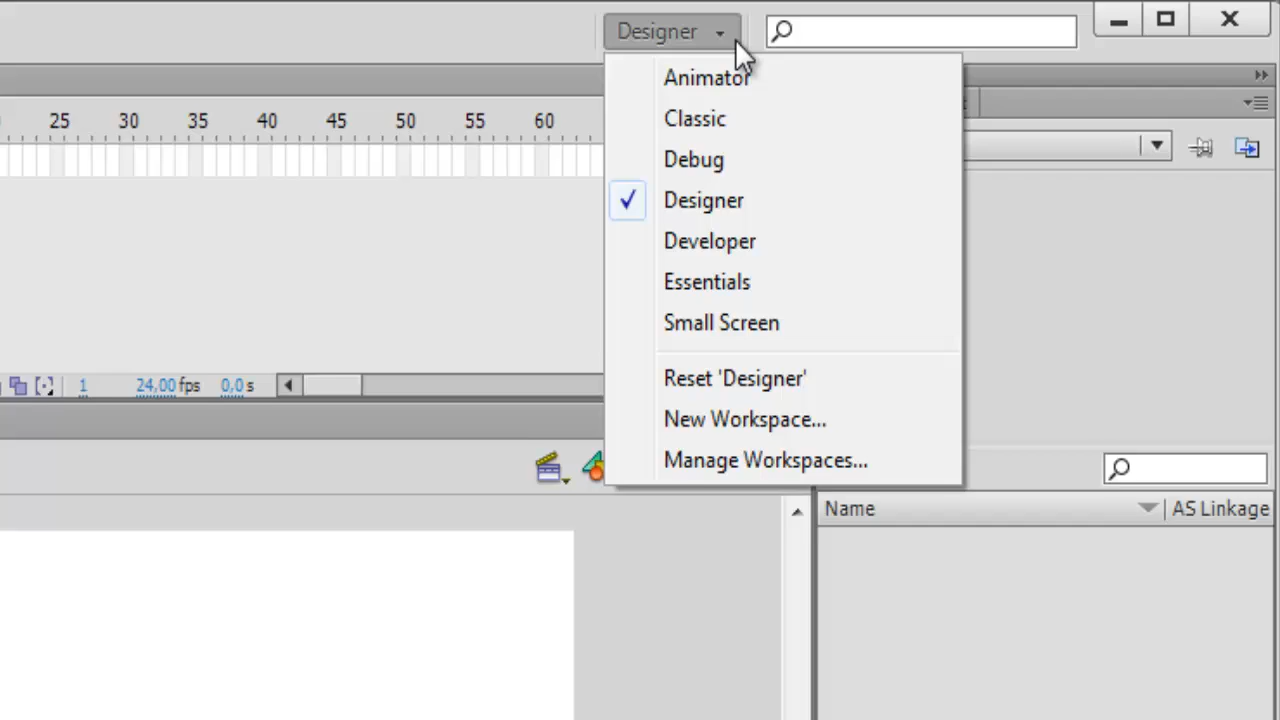 Designer
Animator
Classic
Debug
Designer
Developer
Essentials
Small Screen
Reset 'Designer'
New Workspace...
Manage Workspaces...
25 30 35 40 45 50 55 60
1 24,00 fps 0,0 s
Name AS Linkage